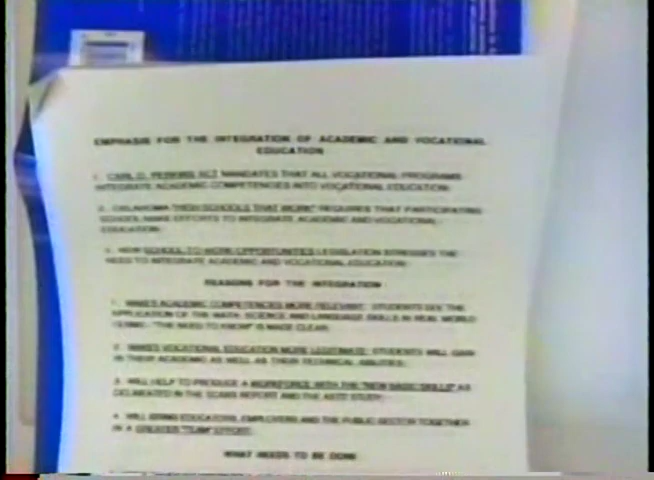 EMPHASIS FOR THE INTEGRATION OF ACADEMIC AND VOCATIONAL
EDUCATION
1. CARL D. PERKINS ACT MANDATES THAT ALL VOCATIONAL PROGRAMS
INTEGRATE ACADEMIC COMPETENCIES INTO VOCATIONAL EDUCATION.
2. OKLAHOMA "HIGH SCHOOLS THAT WORK" REQUIRES THAT PARTICIPATING
SCHOOL MAKE EFFORTS TO INTEGRATE ACADEMIC AND VOCATIONAL
EDUCATION.
3. NEW SCHOOL TO WORK OPPORTUNITIES LEGISLATION STRESSES THE
NEED TO INTEGRATE ACADEMIC AND VOCATIONAL EDUCATION.
REASONS FOR THE INTEGRATION
1. MAKES ACADEMIC COMPETENCIES MORE RELEVANT. STUDENTS SEE THE
APPLICATION OF THE MATH, SCIENCE AND LANGUAGE SKILLS IN REAL WORLD
TERMS - "THE NEED TO KNOW" IS MADE CLEAR.
2. MAKES VOCATIONAL EDUCATION MORE LEGITIMATE. STUDENTS WILL GAIN
IN THEIR ACADEMIC AS WELL AS THEIR TECHNICAL ABILITIES.
3. WILL HELP TO PRODUCE A WORKFORCE WITH THE "NEW BASIC SKILLS" AS
DELINEATED IN THE SCANS REPORT AND THE ASTD STUDY.
4. WILL BRING EDUCATORS, EMPLOYERS AND THE PUBLIC SECTOR TOGETHER
IN A GREATER "TEAM" EFFORT.
WHAT NEEDS TO BE DONE